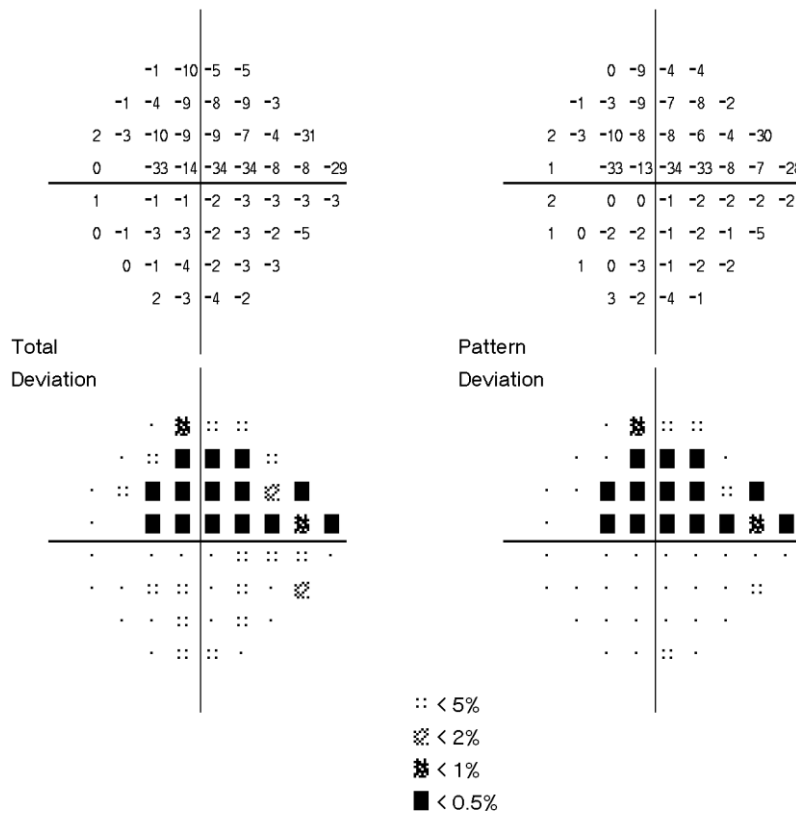 -1 -10 -5 -5 0 -9 -4 -4
-1 -4 -9 -8 -9 -3 -1 -3 -9 -7 -8 -2
2 -3 -10 -9 -9 -7 -4 -31 2 -3 -10 -8 -8 -6 -4 -30
0 -33 -14 -34 -34 -8 -8 -29 1 -33 -13 -34 -33 -8 -7
1 -1 -1 -2 -3 -3 -3 -3 2 0 0 -1 -2 -2 -2 -2
0 -1 -3 -3 -2 -3 -2 -5 1 0 -2 -2 -1 -2 -1 -5
0 -1 -4 -2 -3 -3 1 0 -3 -1 -2 -2
2 -3 -4 -2 3 -2 -4 -1
Total Pattern
Deviation Deviation
< 5%
< 2%
< 1%
< 0.5%